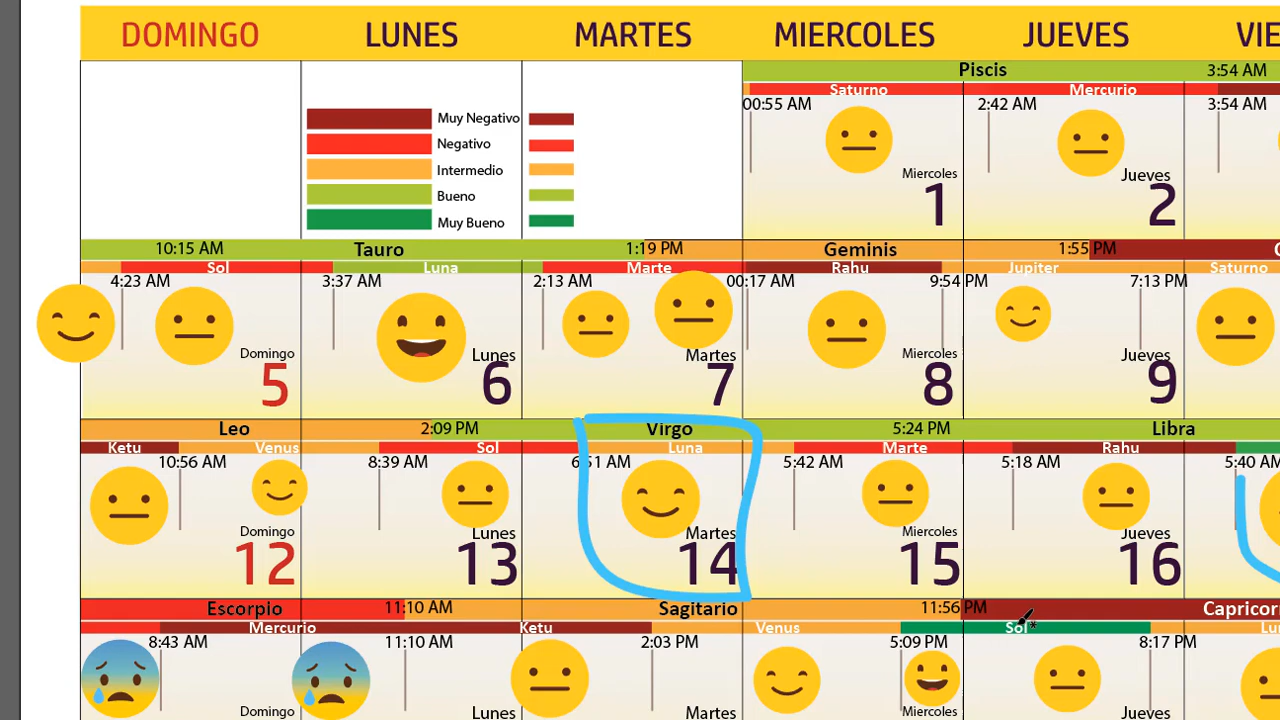 DOMINGO LUNES MARTES MIERCOLES JUEVES VIE
Piscis 3:54 AM
Saturno Mercurio
00:55 AM 2:42 AM 3:54 AM
Muy Negativo
Negativo
Intermedio
Bueno
Muy Bueno
Miercoles Jueves
1 2
10:15 AM Tauro 1:19 PM Geminis 1:55 PM
Sol Luna Marte Rahu Jupiter Saturno
4:23 AM 3:37 AM 2:13 AM 00:17 AM 9:54 PM 7:13 PM
Domingo Lunes Martes Miercoles Jueves
5 6 7 8 9
Leo 2:09 PM Virgo 5:24 PM Libra
Ketu Venus Sol Luna Marte Rahu
10:56 AM 8:39 AM 6:51 AM 5:42 AM 5:18 AM 5:40 AM
Domingo Lunes Martes Miercoles Jueves
12 13 14 15 16
Escorpio 11:10 AM Sagitario 11:56 PM Capricorn
Mercurio Ketu Venus Sol Lun
8:43 AM 11:10 AM 2:03 PM 5:09 PM 8:17 PM
Domingo Lunes Martes Miercoles Jueves